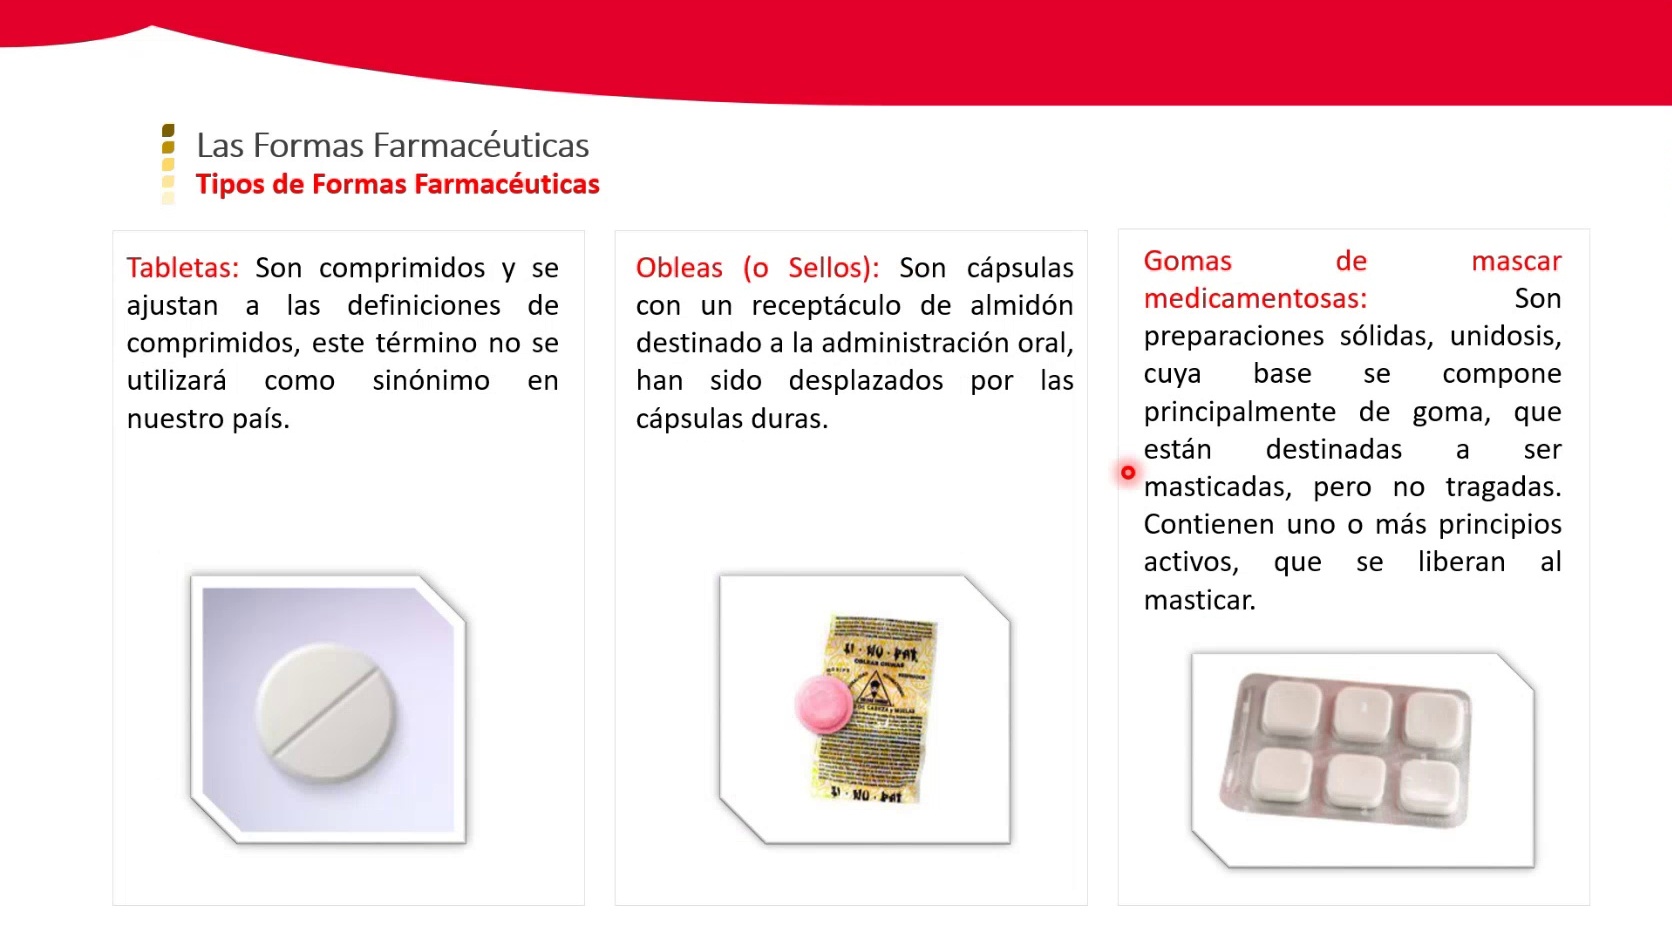 Las Formas Farmacéuticas
Tipos de Formas Farmacéuticas
Tabletas: Son comprimidos y se
ajustan a las definiciones de
comprimidos, este término no se
utilizará como sinónimo en
nuestro país.
Obleas (o Sellos): Son cápsulas
con un receptáculo de almidón
destinado a la administración oral,
han sido desplazados por las
cápsulas duras.
Gomas de mascar
medicamentosas: Son
preparaciones sólidas, unidosis,
cuya base se compone
principalmente de goma, que
están destinadas a ser
masticadas, pero no tragadas.
Contienen uno o más principios
activos, que se liberan al
masticar.